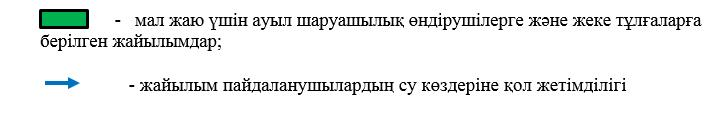 - мал жаю үшін ауыл шаруашылық өндірушілерге және жеке тұлғаларға
берілген жайылымдар;
- жайылым пайдаланушылардың су көздеріне қол жетімділігі